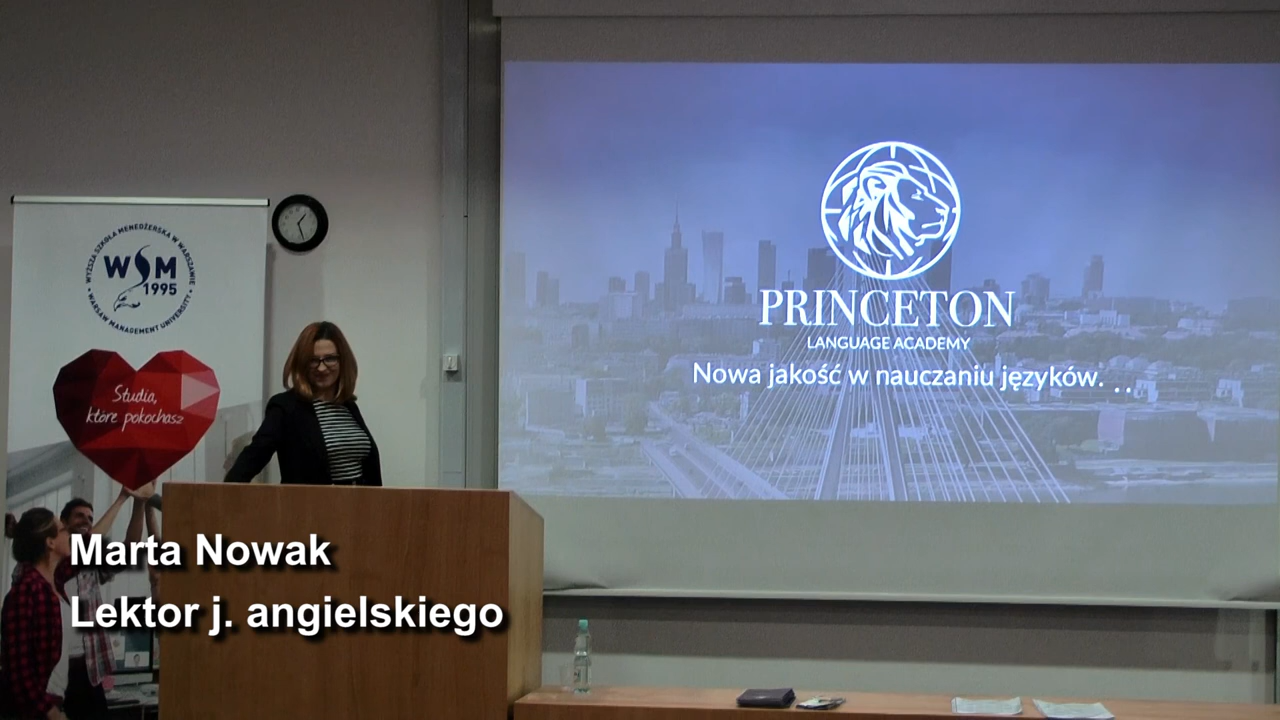 WYŻSZA SZKOŁA MENEDŻERSKA W WARSZAWIE
WSM
1995
WARSAW MANAGEMENT UNIVERSITY
Studia,
które pokochasz
PRINCETON
LANGUAGE ACADEMY
Nowa jakość w nauczaniu języków. . .
Marta Nowak
Lektor j. angielskiego